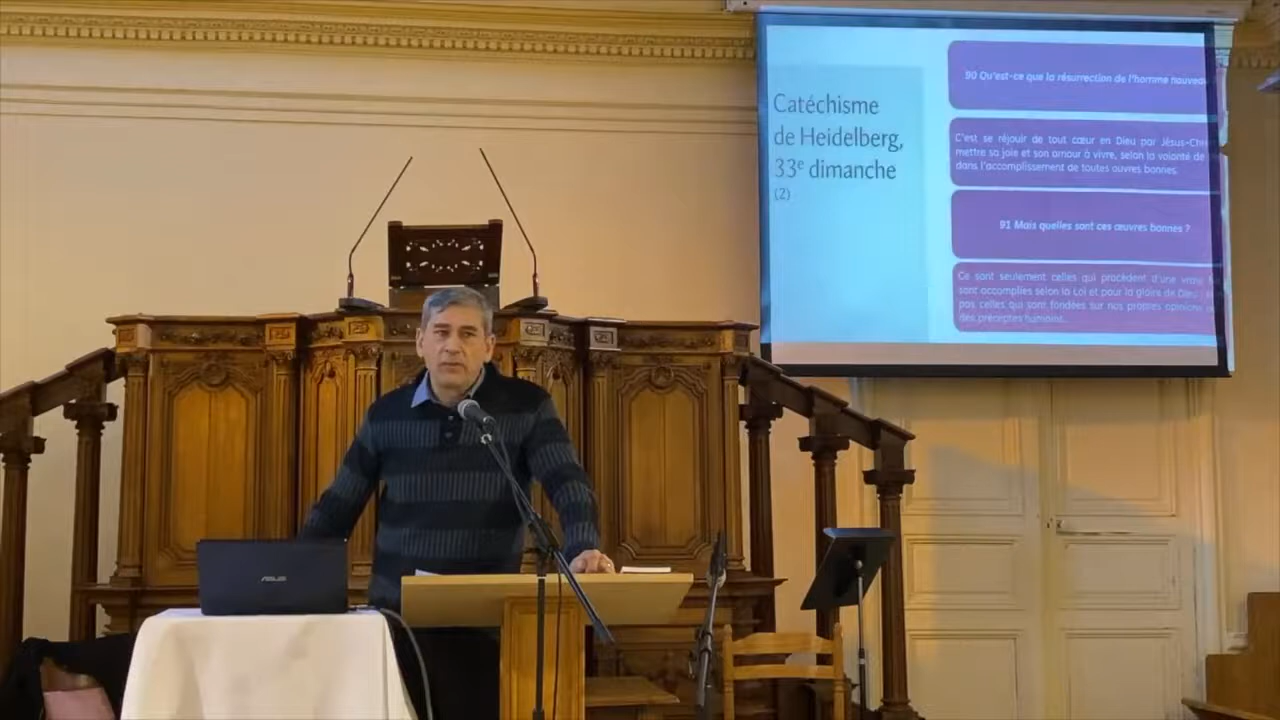 Catéchisme
de Heidelberg,
33e dimanche
(2)
90 Qu'est-ce que la résurrection de l'homme nouveau
C'est se réjouir de tout cœur en Dieu par Jésus-Chr
mettre sa joie et son amour à vivre, selon la volonté de
dans l'accomplissement de toutes œuvres bonnes.
91 Mais quelles sont ces œuvres bonnes ?
Ce sont seulement celles qui procèdent d'une vraie
sont accomplies selon la Loi et pour la gloire de Dieu
pas celles qui sont fondées sur nos propres opinions
des préceptes humains...
ASUS